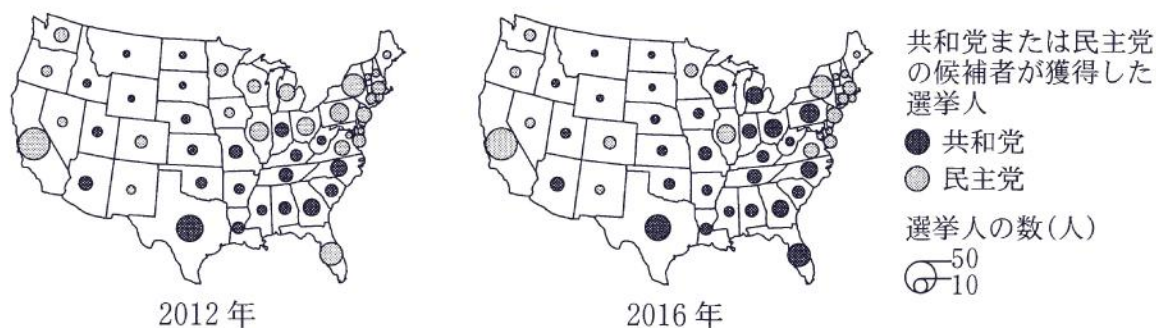 共和党または民主党
の候補者が獲得した
選挙人
共和党
民主党
選挙人の数(人)
50
10
2012年
2016年